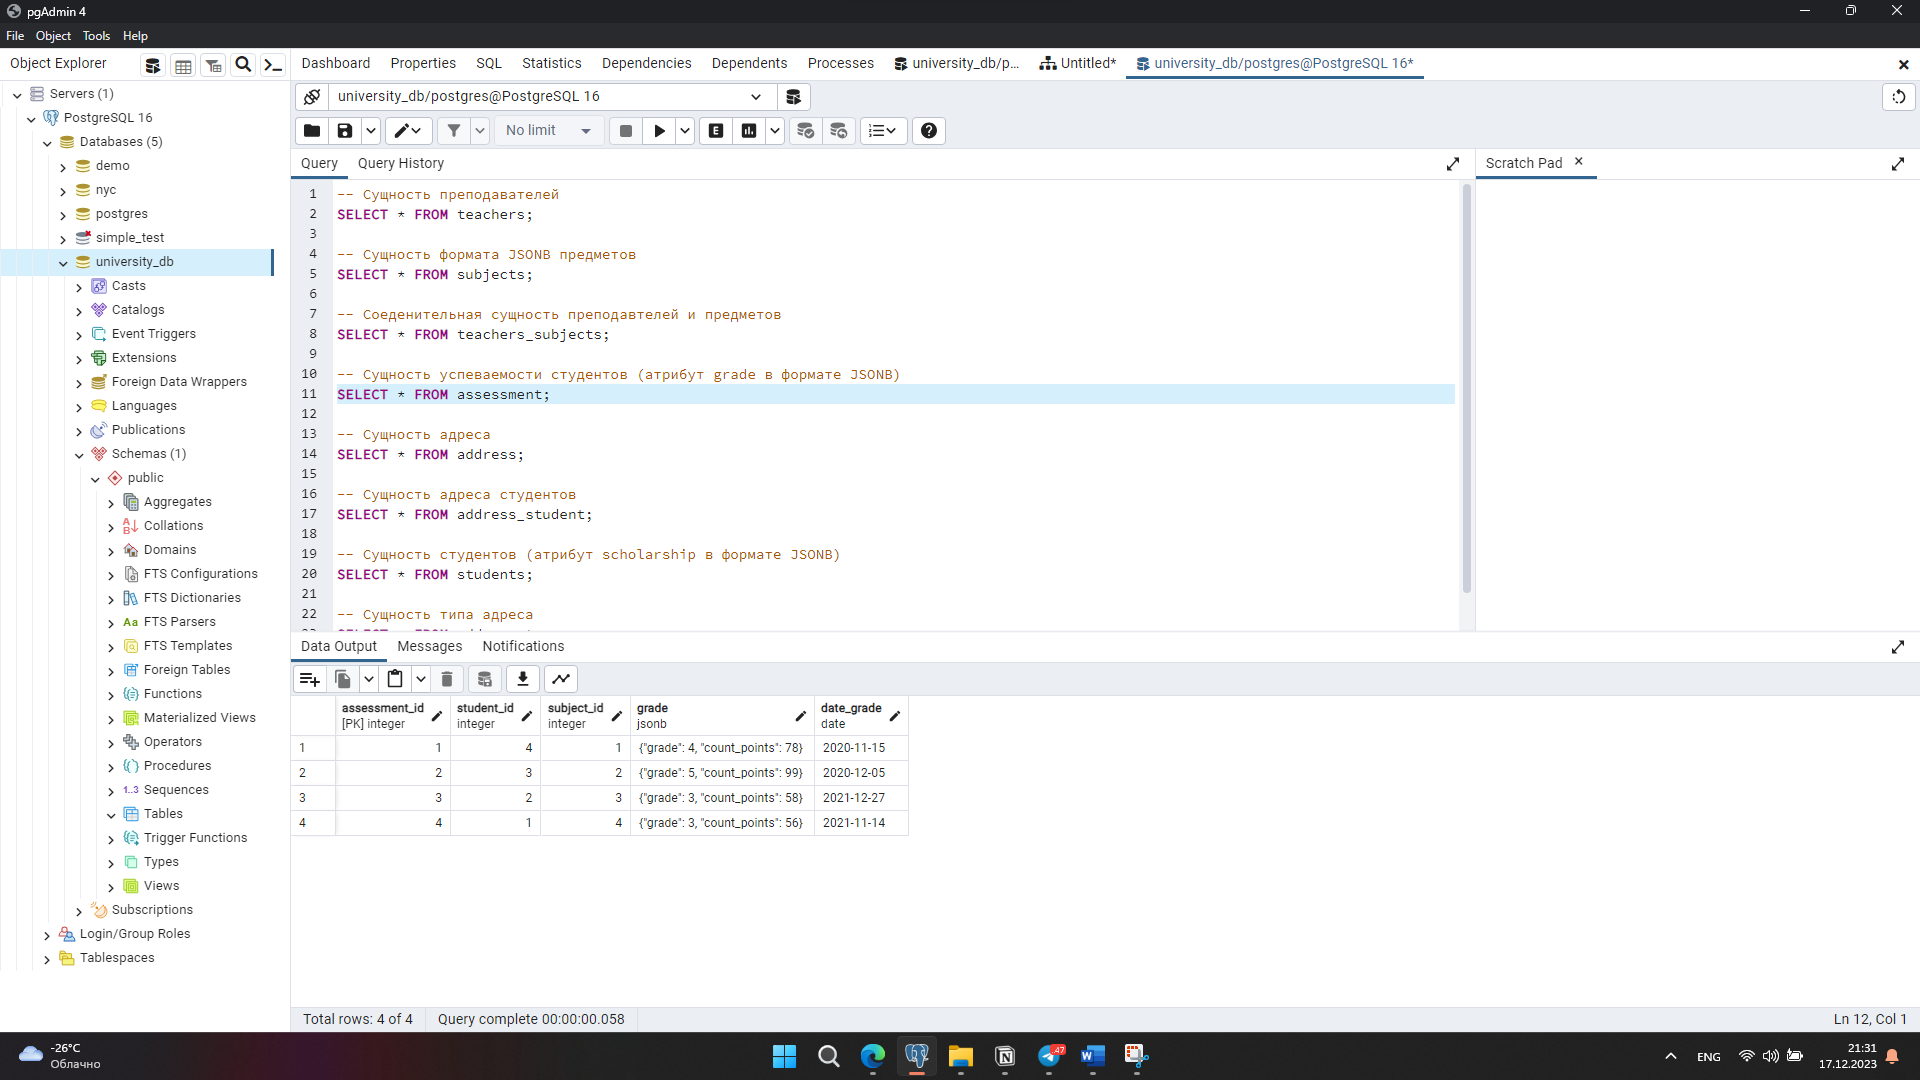 pgAdmin 4
File Object Tools Help
Object Explorer
Dashboard Properties SQL Statistics Dependencies Dependents Processes university_db/p... Untitled* university_db/postgres@PostgreSQL 16*
Servers (1)
PostgreSQL 16
Databases (5)
demo
nyc
postgres
simple_test
university_db
Casts
Catalogs
Event Triggers
Extensions
Foreign Data Wrappers
Languages
Publications
Schemas (1)
public
Aggregates
Collations
Domains
FTS Configurations
FTS Dictionaries
FTS Parsers
FTS Templates
Foreign Tables
Functions
Materialized Views
Operators
Procedures
Sequences
Tables
Trigger Functions
Types
Views
Subscriptions
Login/Group Roles
Tablespaces
university_db/postgres@PostgreSQL 16
No limit
Query Query History
Scratch Pad
1 -- Сущность преподавателей
2 SELECT * FROM teachers;
3
4 -- Сущность формата JSONB предметов
5 SELECT * FROM subjects;
6
7 -- Соеденительная сущность преподавтелей и предметов
8 SELECT * FROM teachers_subjects;
9
10 -- Сущность успеваемости студентов (атрибут grade в формате JSONB)
11 SELECT * FROM assessment;
12
13 -- Сущность адреса
14 SELECT * FROM address;
15
16 -- Сущность адреса студентов
17 SELECT * FROM address_student;
18
19 -- Сущность студентов (атрибут scholarship в формате JSONB)
20 SELECT * FROM students;
21
22 -- Сущность типа адреса
Data Output Messages Notifications
assessment_id student_id subject_id grade date_grade
[PK] integer integer integer jsonb date
1 1 4 1 {"grade": 4, "count_points": 78} 2020-11-15
2 2 3 2 {"grade": 5, "count_points": 99} 2020-12-05
3 3 2 3 {"grade": 3, "count_points": 58} 2021-12-27
4 4 1 4 {"grade": 3, "count_points": 56} 2021-11-14
Total rows: 4 of 4 Query complete 00:00:00.058 Ln 12, Col 1
-26°C
Облачно
47
ENG
21:31
17.12.2023